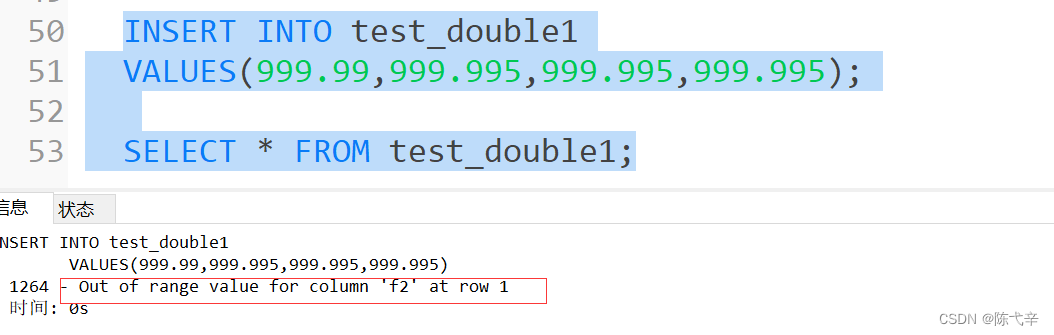 50 INSERT INTO test_double1
51 VALUES(999.99,999.995,999.995,999.995);
52
53 SELECT * FROM test_double1;
信息 状态
NSERT INTO test_double1
VALUES(999.99,999.995,999.995,999.995)
1264 - Out of range value for column 'f2' at row 1
时间: 0s
CSDN @陈弋辛